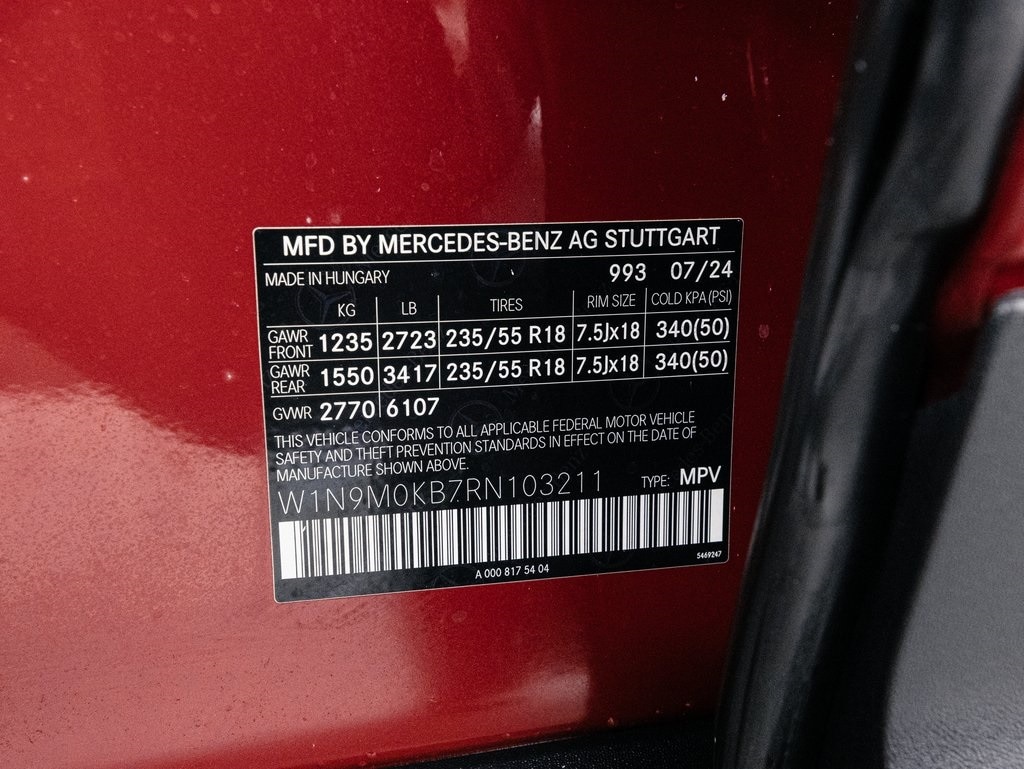 MFD BY MERCEDES-BENZ AG STUTTGART
MADE IN HUNGARY 993 07/24
KG LB TIRES RIM SIZE COLD KPA (PSI)
GAWR FRONT 1235 2723 235/55 R18 7.5Jx18 340(50)
GAWR REAR 1550 3417 235/55 R18 7.5Jx18 340(50)
GVWR 2770 6107
THIS VEHICLE CONFORMS TO ALL APPLICABLE FEDERAL MOTOR VEHICLE
SAFETY AND THEFT PREVENTION STANDARDS IN EFFECT ON THE DATE OF
MANUFACTURE SHOWN ABOVE.
W1N9M0KB7RN103211 TYPE: MPV
5469247
A 000 817 54 04